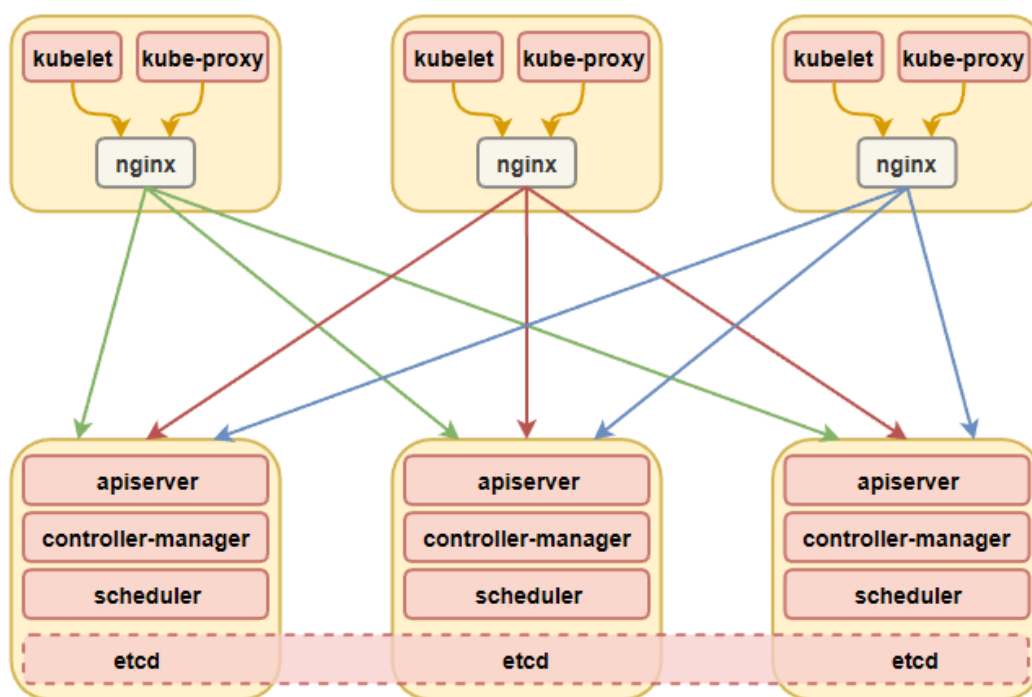 kubelet kube-proxy kubelet kube-proxy kubelet kube-proxy
nginx nginx nginx
apiserver apiserver apiserver
controller-manager controller-manager controller-manager
scheduler scheduler scheduler
etcd etcd etcd